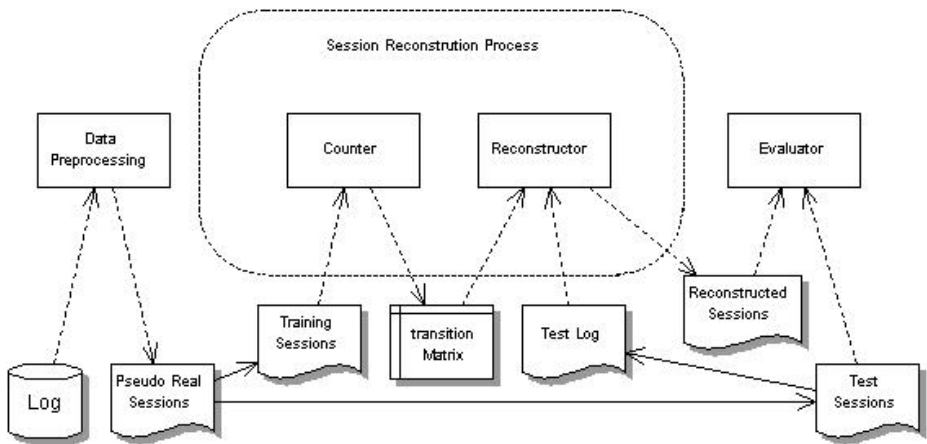 Session Reconstrution Process
Data
Preprocessing
Counter
Reconstructor
Evaluator
Training
Sessions
transition
Matrix
Test Log
Reconstructed
Sessions
Log
Pseudo Real
Sessions
Test
Sessions